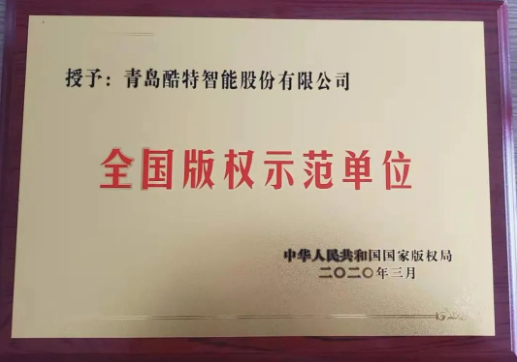 授予：青岛酷特智能股份有限公司
全国版权示范单位
中华人民共和国国家版权局
二〇二〇年三月